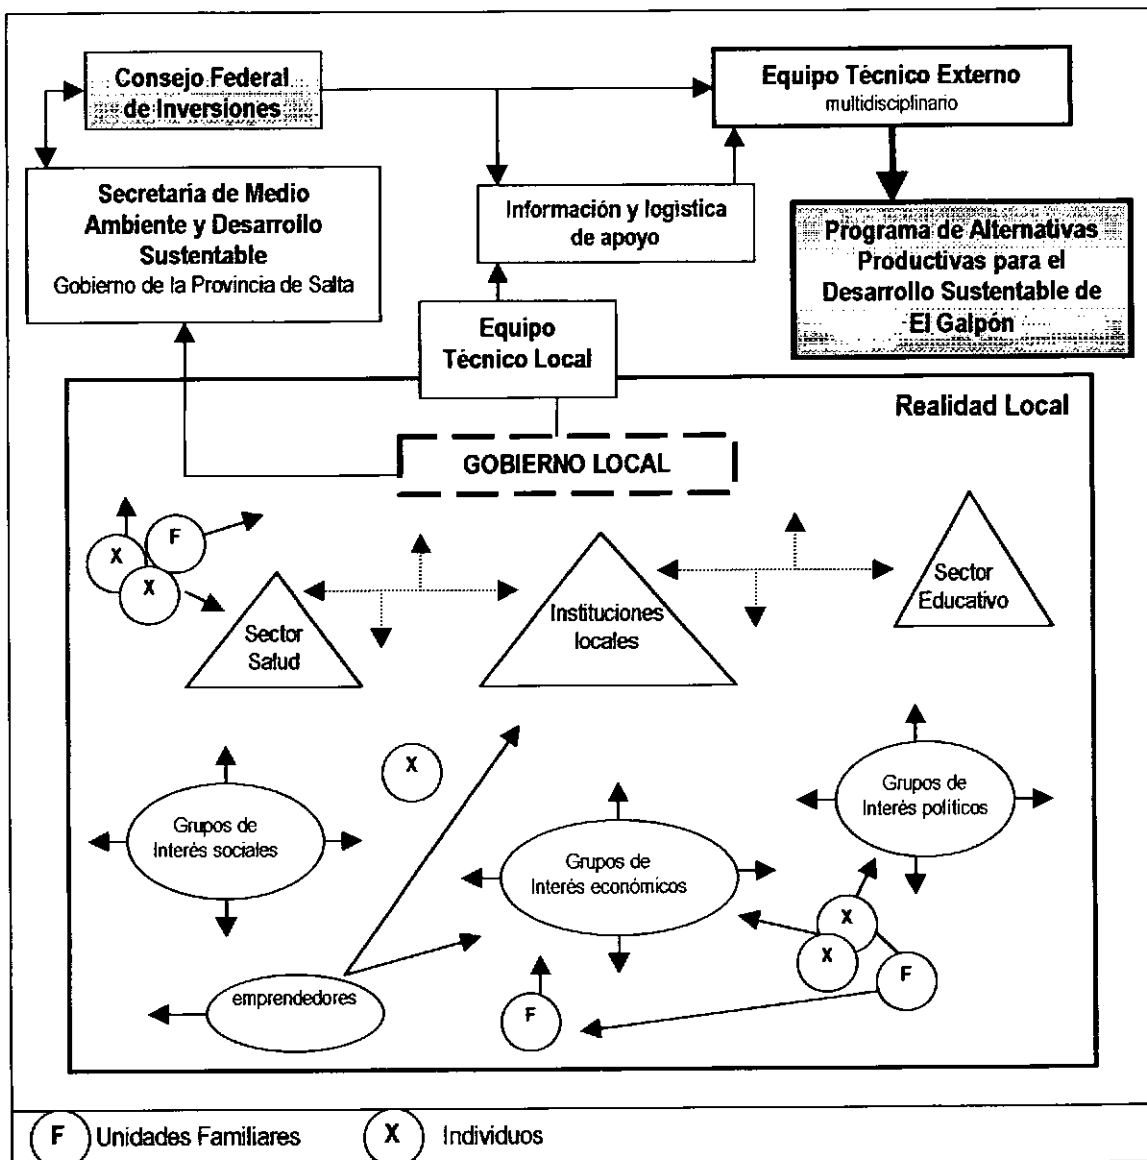 Consejo Federal
de Inversiones
Equipo Técnico Externo
multidisciplinario
Secretaría de Medio
Ambiente y Desarrollo
Sustentable
Gobierno de la Provincia de Salta
Información y logística
de apoyo
Programa de Alternativas
Productivas para el
Desarrollo Sustentable de
El Galpón
Equipo
Técnico Local
Realidad Local
GOBIERNO LOCAL
F
X
X
Sector
Salud
Instituciones
locales
Sector
Educativo
X
Grupos de
Interés sociales
Grupos de
Interés económicos
Grupos de
Interés políticos
X
X
F
emprendedores
F
F Unidades Familiares
X Individuos